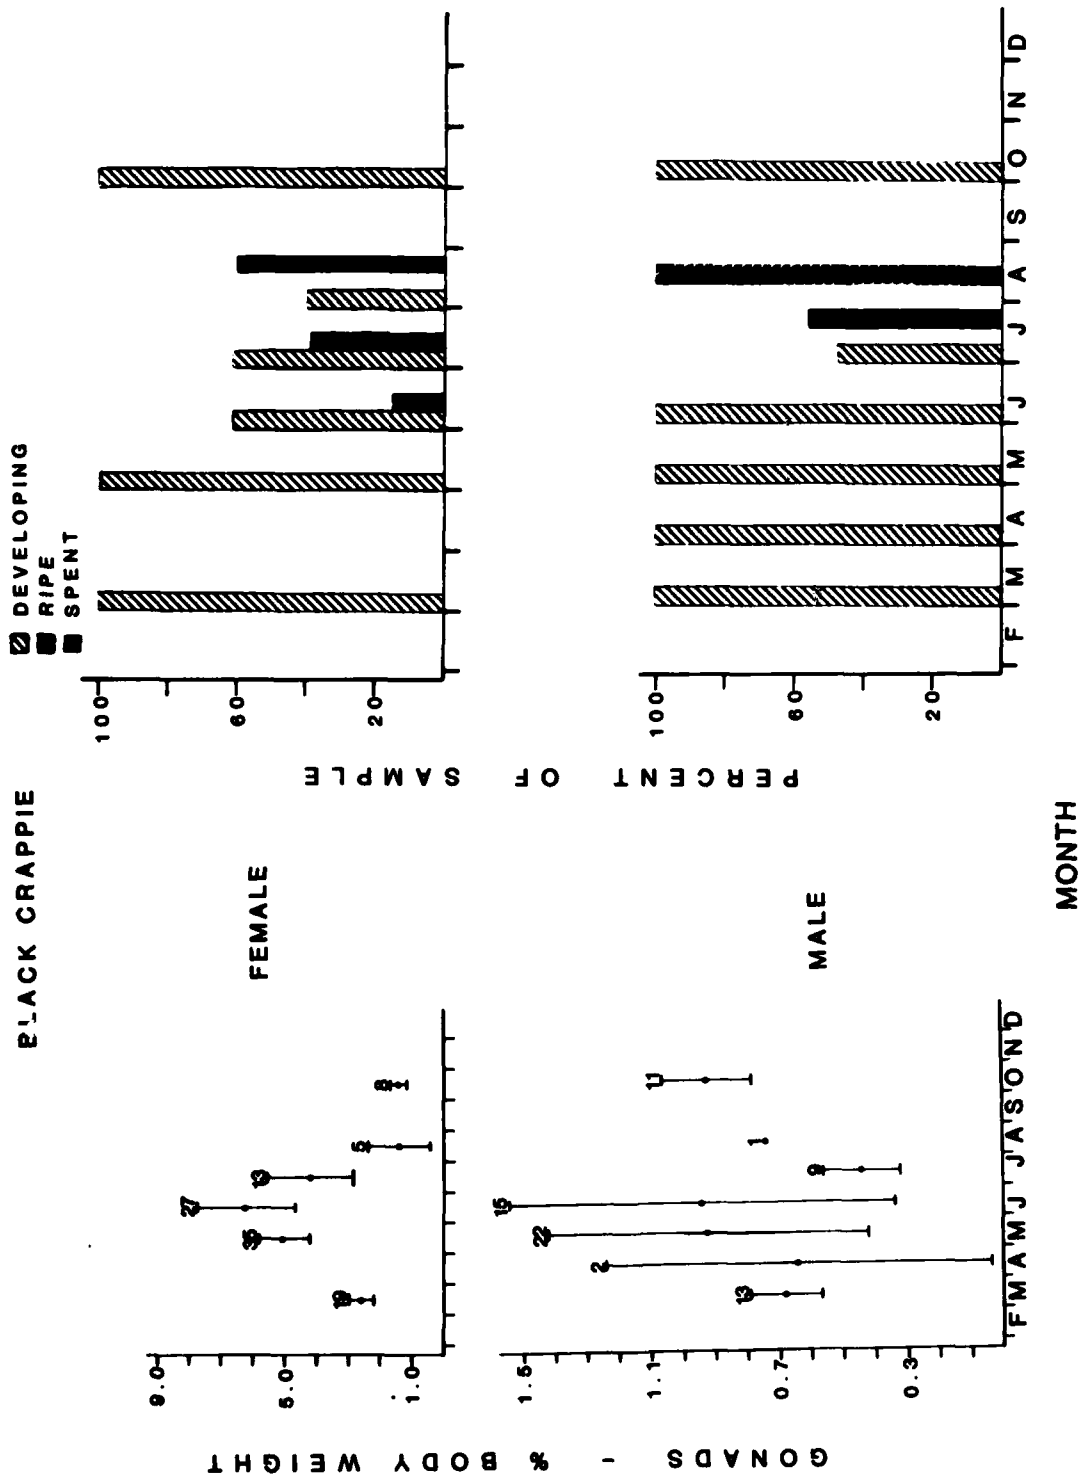 BLACK CRAPPIE
DEVELOPING
RIPE
SPENT
GONADS - % BODY WEIGHT
9.0
5.0
1.0
19
35
27
13
5
8
FEMALE
1.5
1.1
0.7
0.3
13
2
22
15
9
1
11
MALE
F M A M J J A S O N D
PERCENT OF SAMPLE
100
60
20
100
60
20
F M A M J J A S O N D
MONTH